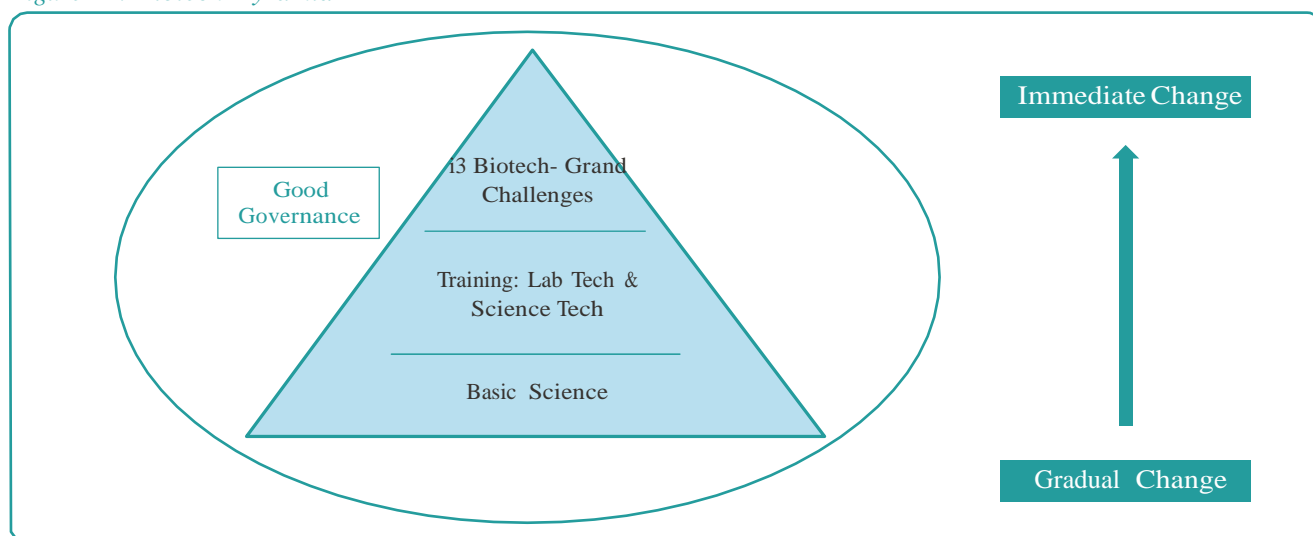 Immediate Change
i3 Biotech- Grand
Challenges
Good
Governance
Training: Lab Tech &
Science Tech
Basic Science
Gradual Change